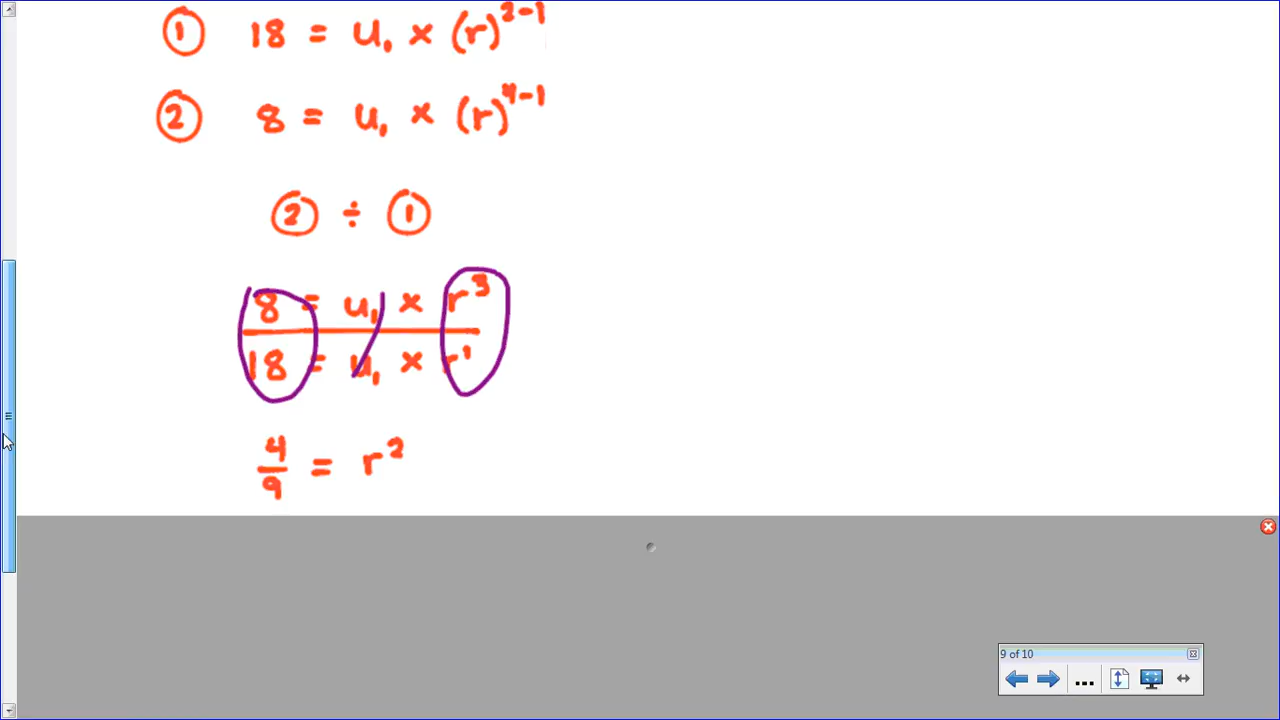 ① 18 = u₁ × (r)²⁻¹
② 8 = u₁ × (r)⁴⁻¹
② ÷ ①
8 = u₁ × r³
18 = u₁ × r¹
4/9 = r²
9 of 10
...